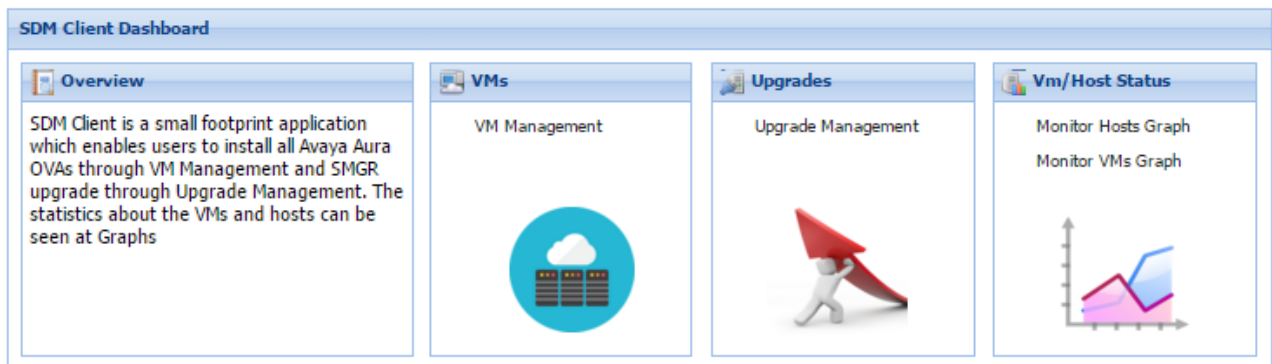 SDM Client Dashboard
Overview
SDM Client is a small footprint application
which enables users to install all Avaya Aura
OVAs through VM Management and SMGR
upgrade through Upgrade Management. The
statistics about the VMs and hosts can be
seen at Graphs
VMs
VM Management
Upgrades
Upgrade Management
Vm/Host Status
Monitor Hosts Graph
Monitor VMs Graph